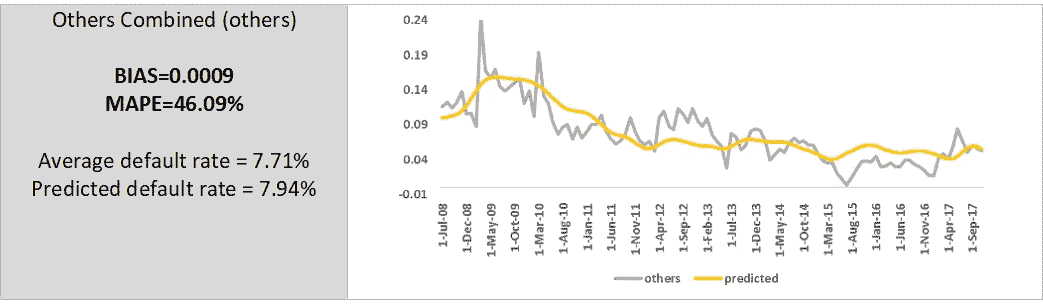 Others Combined (others)
BIAS=0.0009
MAPE=46.09%
Average default rate = 7.71%
Predicted default rate = 7.94%
0.24
0.19
0.14
0.09
0.04
-0.01
1-Jul-08
1-Dec-08
1-May-09
1-Oct-09
1-Mar-10
1-Aug-10
1-Jan-11
1-Jun-11
1-Nov-11
1-Apr-12
1-Sep-12
1-Feb-13
1-Jul-13
1-Dec-13
1-May-14
1-Oct-14
1-Mar-15
1-Aug-15
1-Jan-16
1-Jun-16
1-Nov-16
1-Apr-17
1-Sep-17
others
predicted